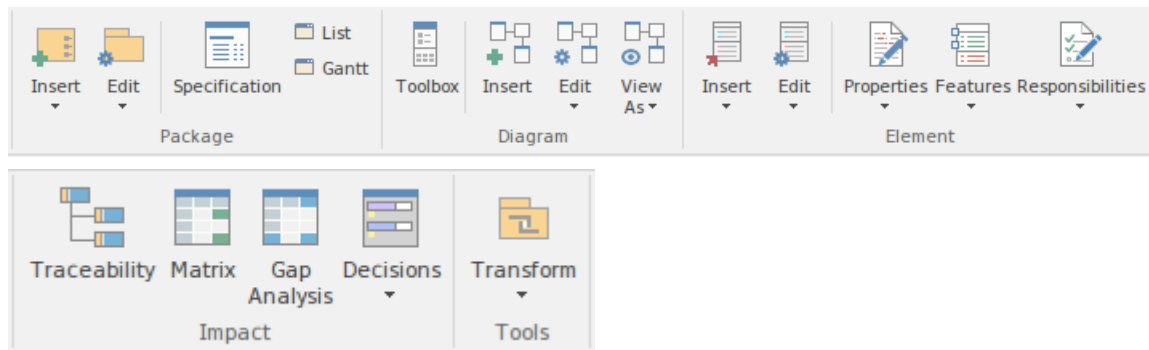 List
Gantt
Insert Edit Specification Toolbox Insert Edit View As Insert Edit Properties Features Responsibilities
Package Diagram Element
Traceability Matrix Gap Analysis Decisions Transform
Impact Tools